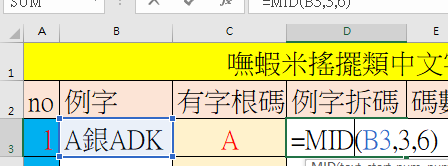 SUM =MID(B3,3,6)
A B C D E
1 嘸蝦米搖擺類中文
2 no 例字 有字根碼 例字拆碼 碼數
3 1 A銀ADK A =MID(B3,3,6)